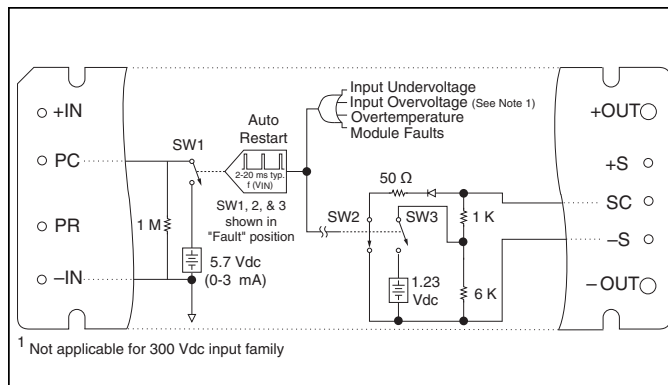 +IN
PC
PR
–IN
SW1
1 M
5.7 Vdc
(0-3 mA)
Auto
Restart
2-20 ms typ.
f (VIN)
SW1, 2, & 3
shown in
"Fault" position
Input Undervoltage
Input Overvoltage (See Note 1)
Overtemperature
Module Faults
50 Ω
SW2
SW3
1 K
1.23
Vdc
6 K
+OUT
+S
SC
–S
–OUT
1 Not applicable for 300 Vdc input family